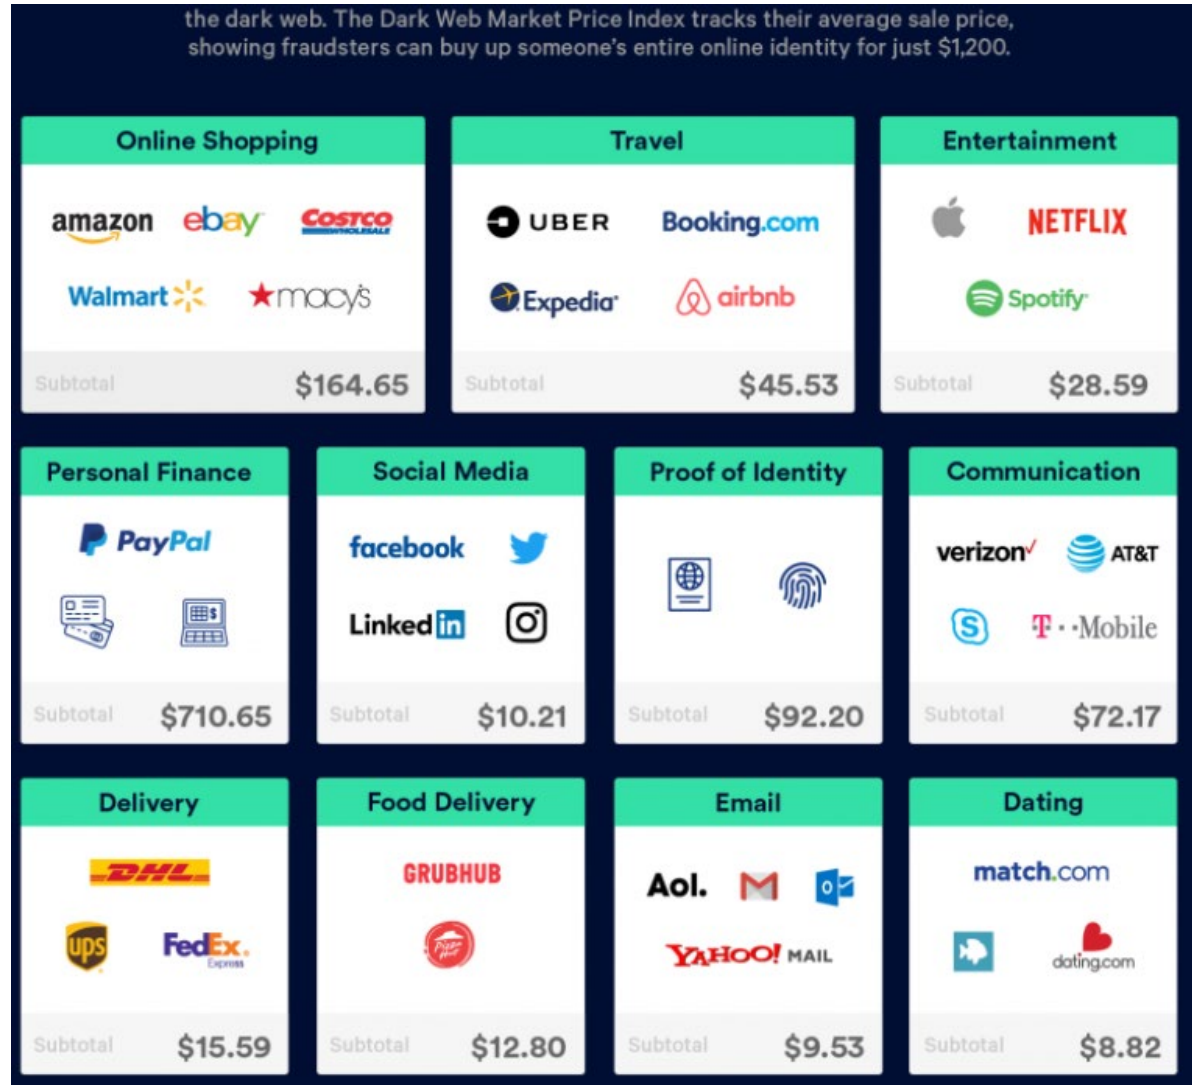 the dark web. The Dark Web Market Price Index tracks their average sale price,
showing fraudsters can buy up someone's entire online identity for just $1,200.
Online Shopping
amazon ebay COSTCO
WHOLESALE
Walmart macy's
Subtotal $164.65
Travel
UBER Booking.com
Expedia airbnb
Subtotal $45.53
Entertainment
NETFLIX
Spotify
Subtotal $28.59
Personal Finance
P PayPal
$
Subtotal $710.65
Social Media
facebook
Linked in
Subtotal $10.21
Proof of Identity
Subtotal $92.20
Communication
verizon AT&T
S T··Mobile
Subtotal $72.17
Delivery
DHL
ups FedEx.
Express
Subtotal $15.59
Food Delivery
GRUBHUB
Pizza
Hut
Subtotal $12.80
Email
Aol. M o
YAHOO! MAIL
Subtotal $9.53
Dating
match.com
dating.com
Subtotal $8.82